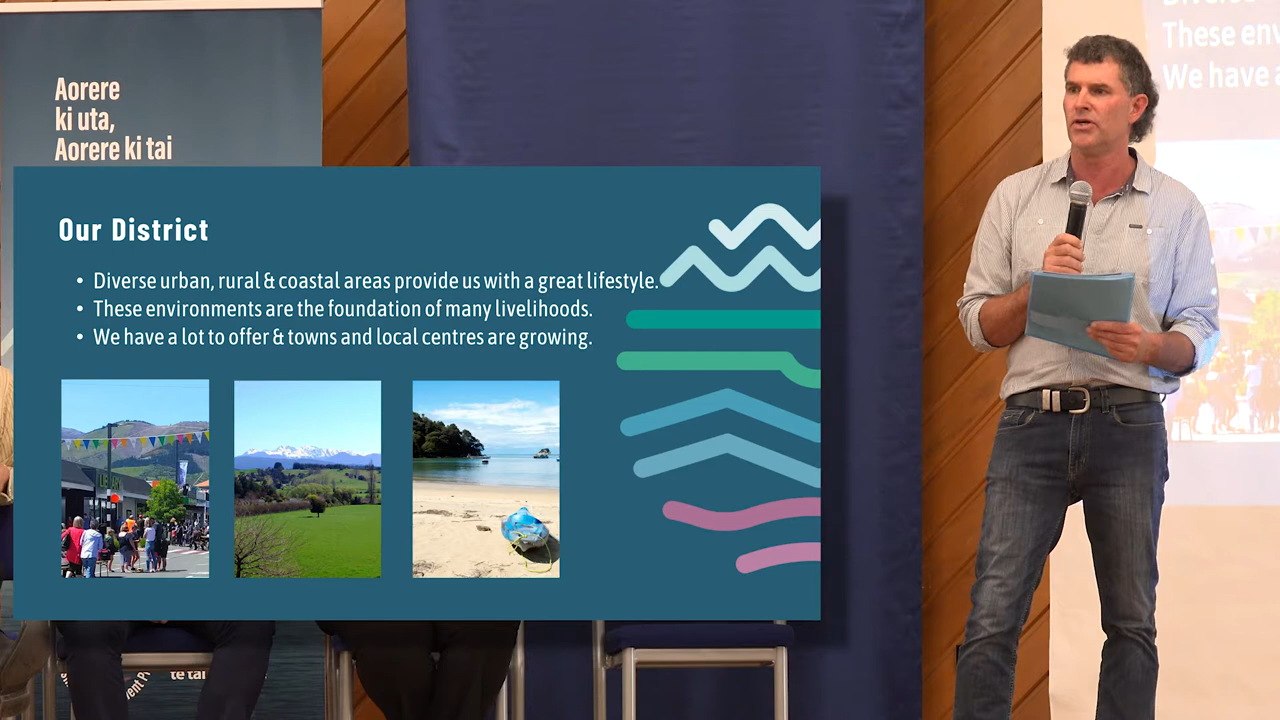 Aorere
ki uta,
Aorere ki tai
Our District
• Diverse urban, rural & coastal areas provide us with a great lifestyle.
• These environments are the foundation of many livelihoods.
• We have a lot to offer & towns and local centres are growing.
These env
We have a
te tai